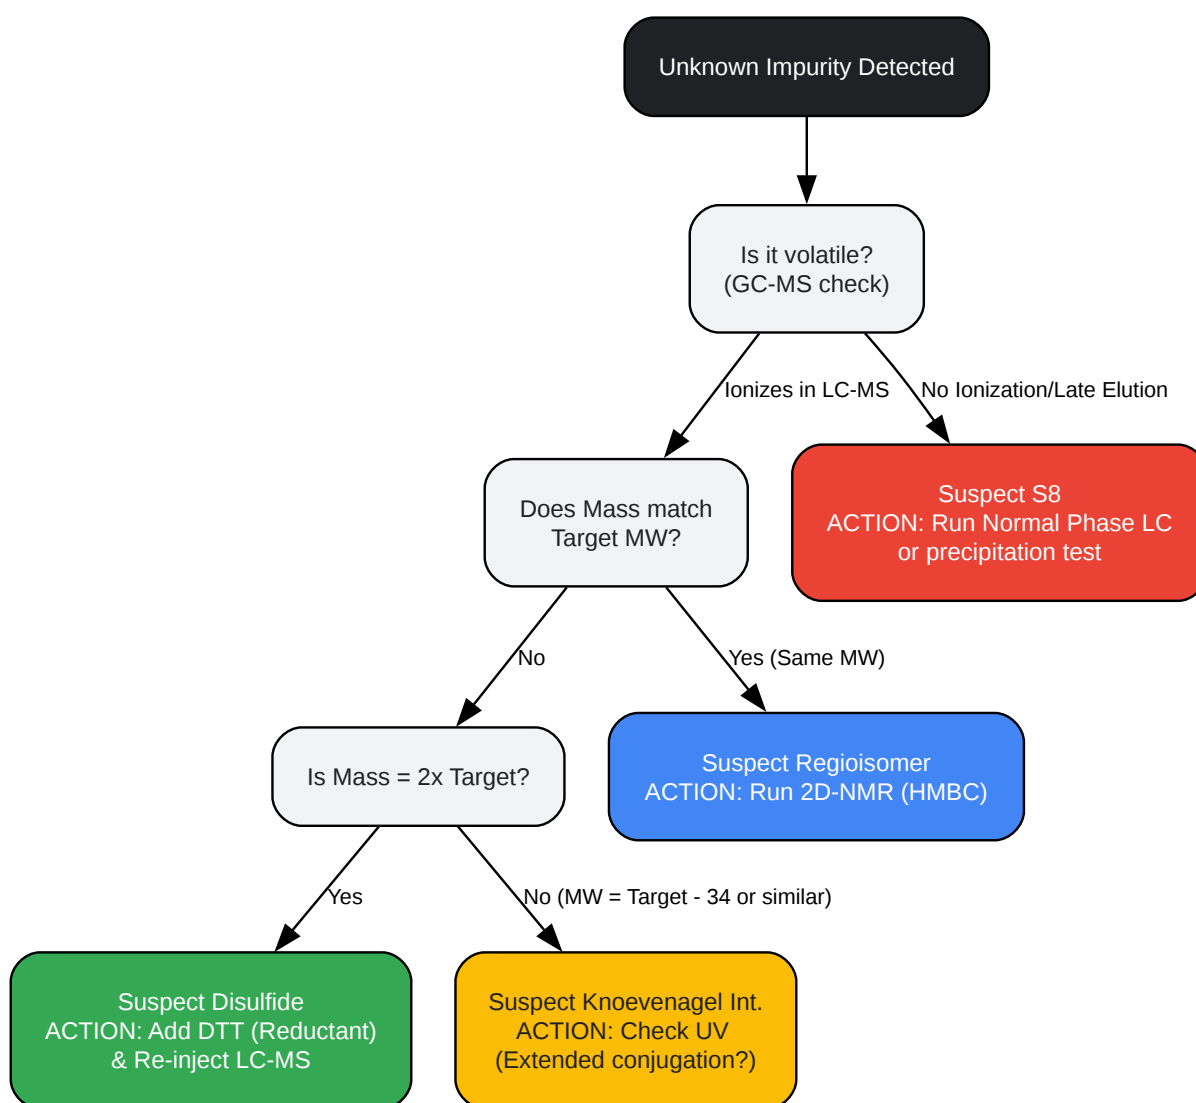 Unknown Impurity Detected
Is it volatile?
(GC-MS check)
Ionizes in LC-MS
No Ionization/Late Elution
Suspect S8
ACTION: Run Normal Phase LC
or precipitation test
Does Mass match
Target MW?
No
Yes (Same MW)
Suspect Regioisomer
ACTION: Run 2D-NMR (HMBC)
Is Mass = 2x Target?
Yes
No (MW = Target - 34 or similar)
Suspect Disulfide
ACTION: Add DTT (Reductant)
& Re-inject LC-MS
Suspect Knoevenagel Int.
ACTION: Check UV
(Extended conjugation?)